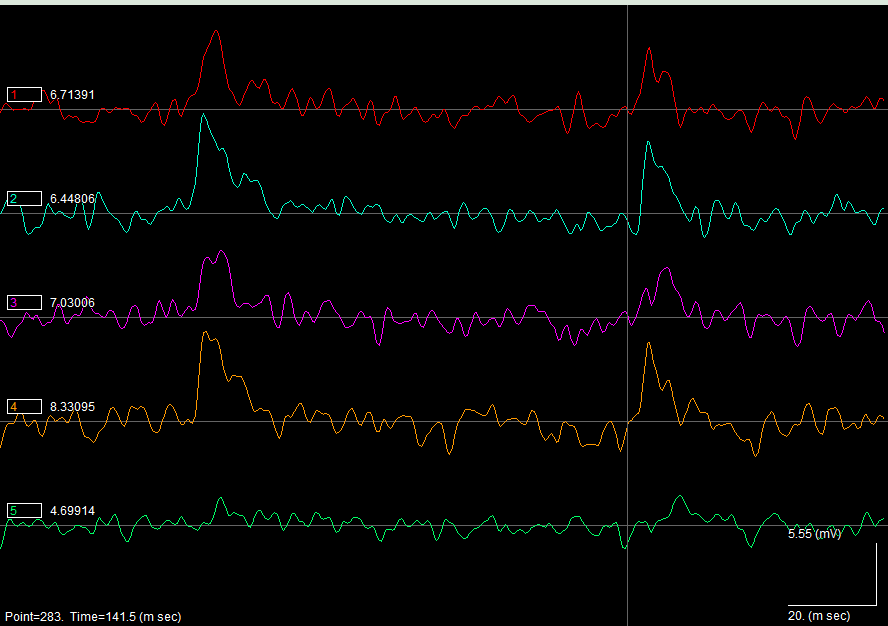 1 6.71391
2 6.44806
3 7.03006
4 8.33095
5 4.69914
5.55 (mV)
20. (m sec)
Point=283. Time=141.5 (m sec)